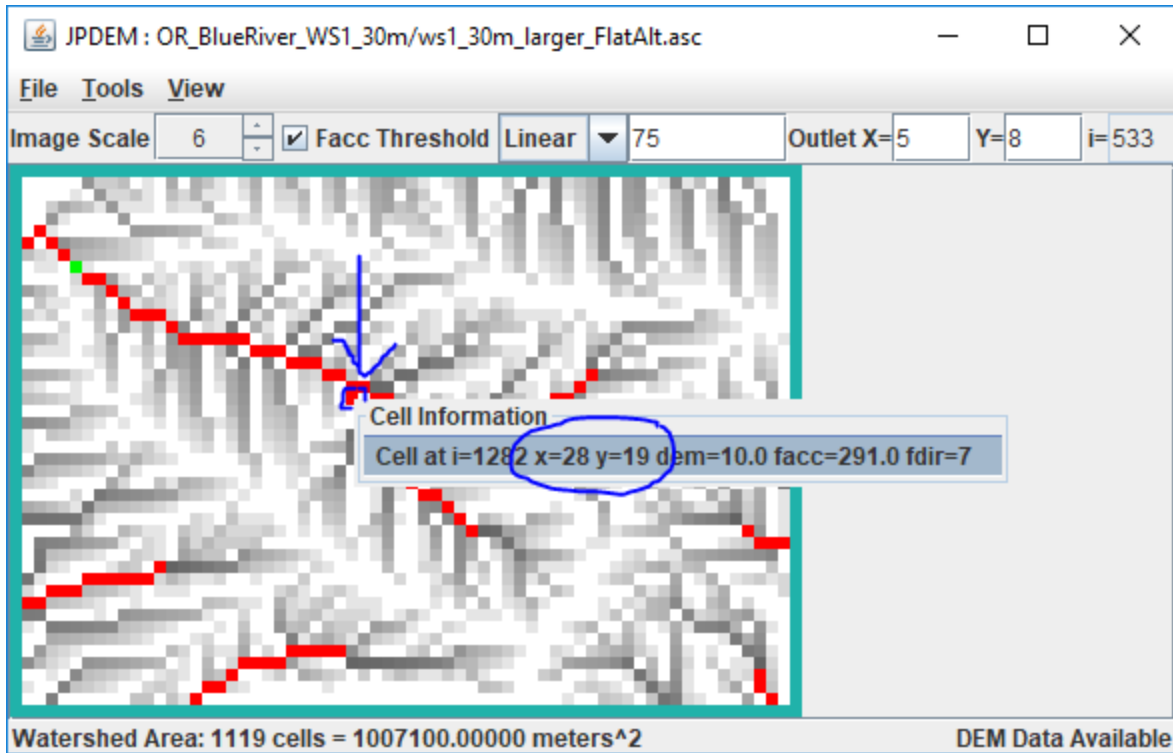 JPDEM : OR_BlueRiver_WS1_30m/ws1_30m_larger_FlatAlt.asc
File Tools View
Image Scale 6 Facc Threshold Linear 75 Outlet X= 5 Y= 8 i= 533
Cell Information
Cell at i=1282 x=28 y=19 dem=10.0 facc=291.0 fdir=7
Watershed Area: 1119 cells = 1007100.00000 meters^2 DEM Data Available